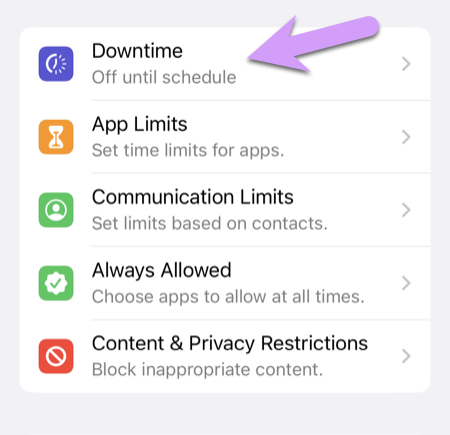 Downtime
Off until schedule
App Limits
Set time limits for apps.
Communication Limits
Set limits based on contacts.
Always Allowed
Choose apps to allow at all times.
Content & Privacy Restrictions
Block inappropriate content.